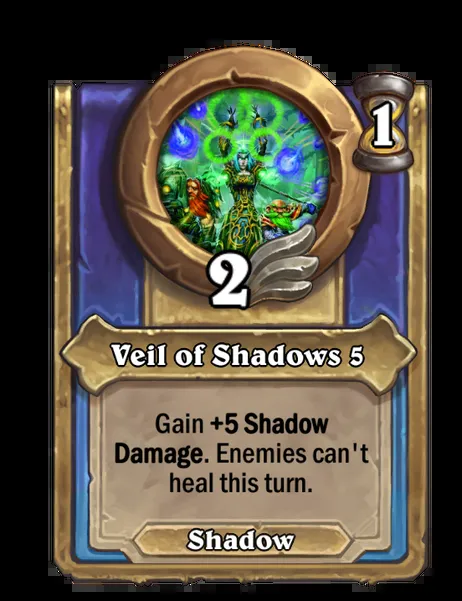 1
2
Veil of Shadows 5
Gain +5 Shadow
Damage. Enemies can't
heal this turn.
Shadow